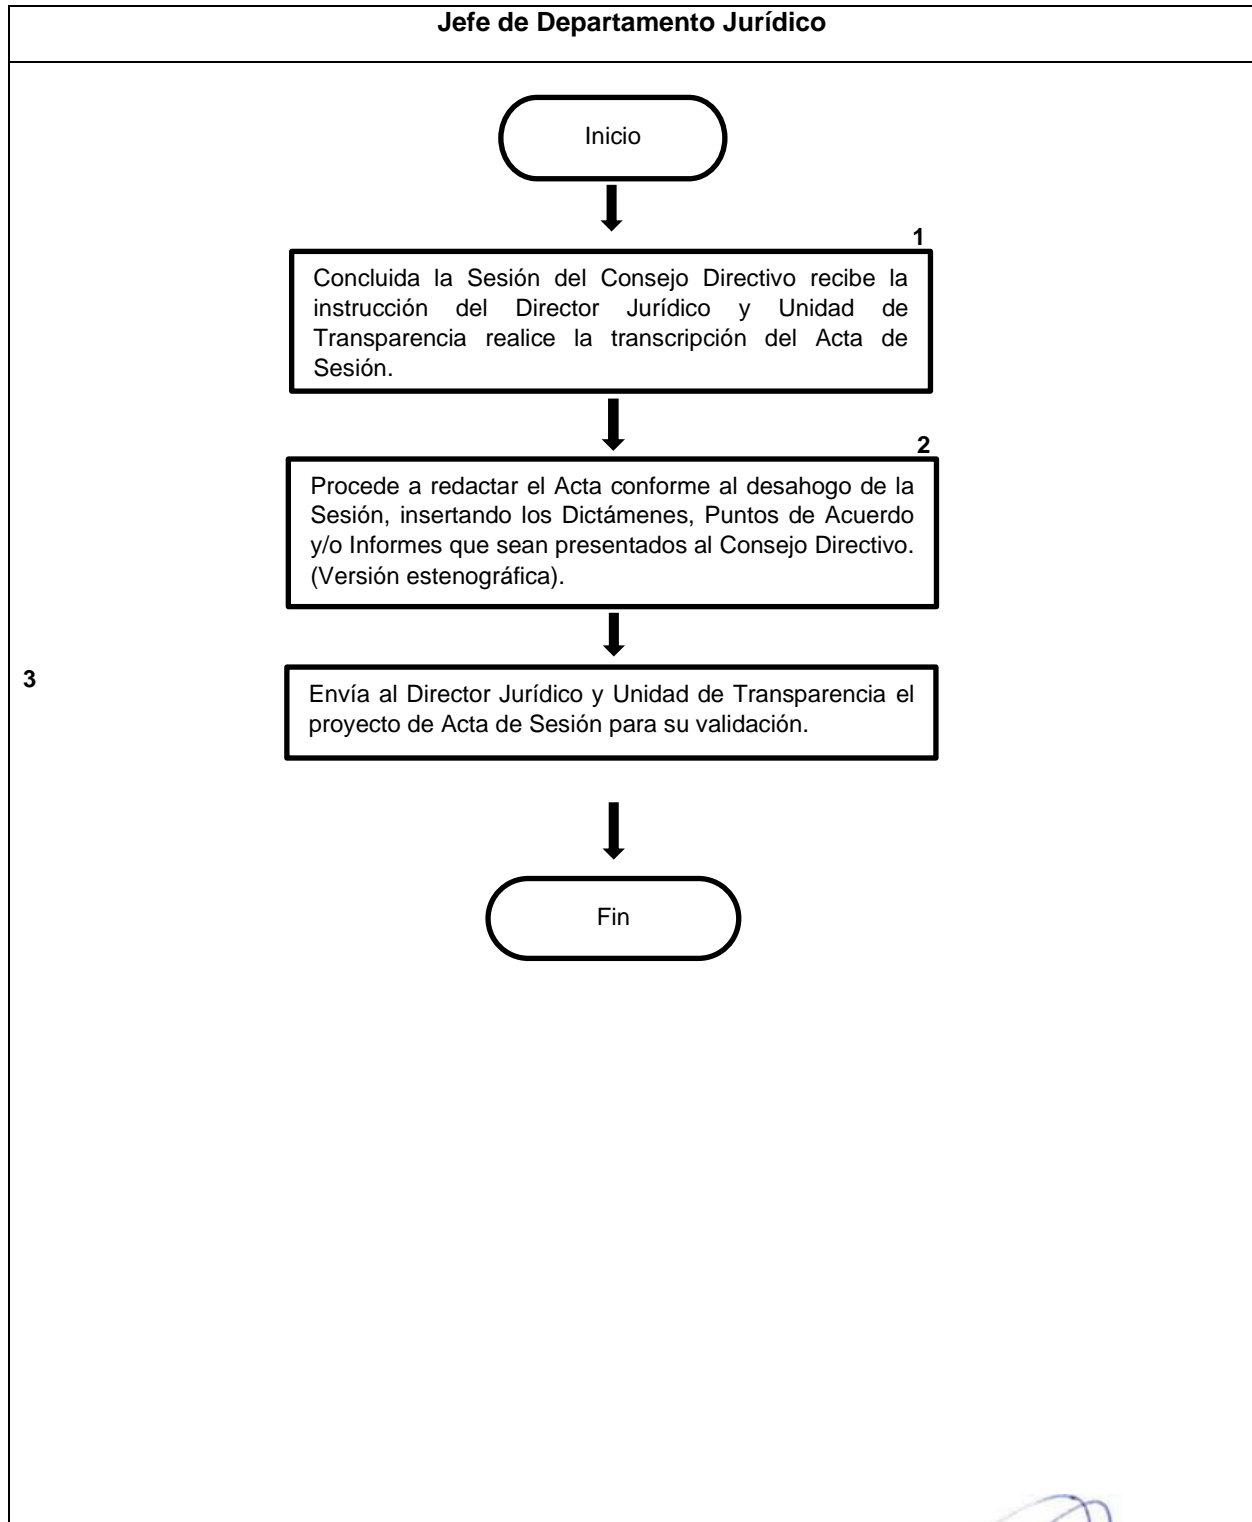 Jefe de Departamento Jurídico
Inicio
1
Concluida la Sesión del Consejo Directivo recibe la
instrucción del Director Jurídico y Unidad de
Transparencia realice la transcripción del Acta de
Sesión.
2
Procede a redactar el Acta conforme al desahogo de la
Sesión, insertando los Dictámenes, Puntos de Acuerdo
y/o Informes que sean presentados al Consejo Directivo.
(Versión estenográfica).
3
Envía al Director Jurídico y Unidad de Transparencia el
proyecto de Acta de Sesión para su validación.
Fin